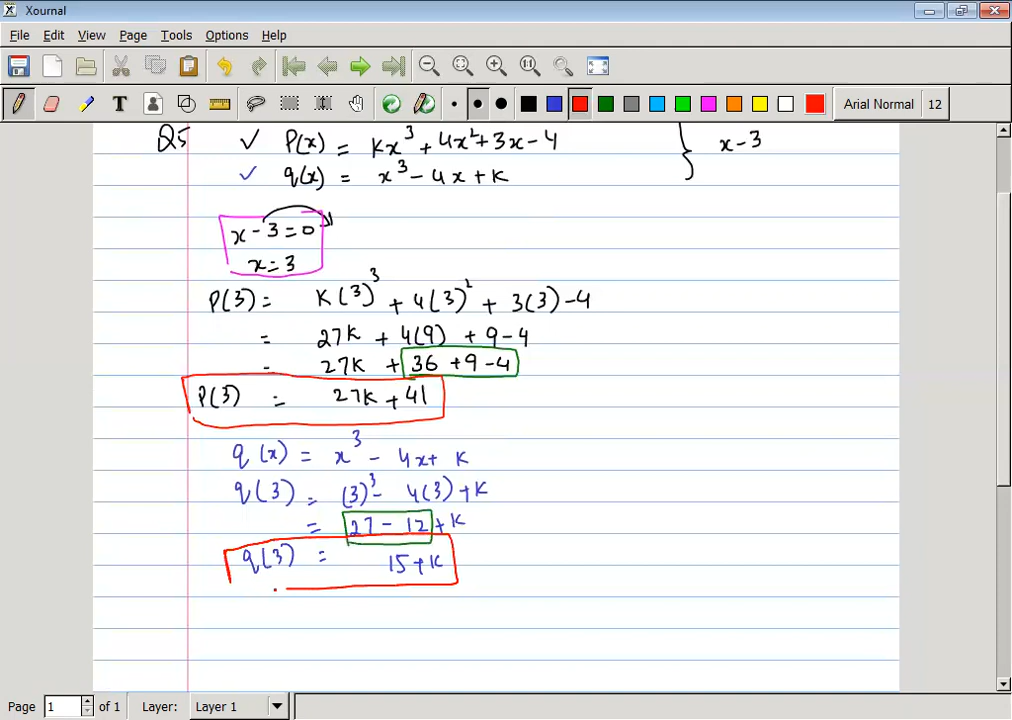 Xournal
File Edit View Page Tools Options Help
Arial Normal 12
Q5 ✓ P(x) = Kx³ + 4x² + 3x - 4 } x - 3
✓ q(x) = x³ - 4x + K
x - 3 = 0
x = 3
P(3) = K(3)³ + 4(3)² + 3(3) - 4
= 27K + 4(9) + 9 - 4
= 27K + 36 + 9 - 4
P(3) = 27K + 41
q(x) = x³ - 4x + K
q(3) = (3)³ - 4(3) + K
= 27 - 12 + K
q(3) = 15 + K
Page 1 of 1 Layer: Layer 1